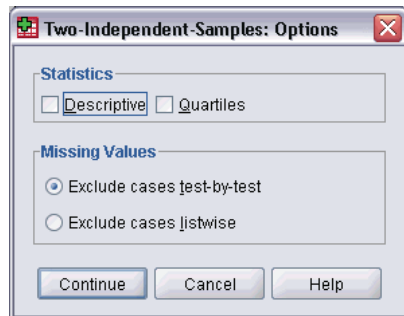 Two-Independent-Samples: Options
Statistics
Descriptive Quartiles
Missing Values
Exclude cases test-by-test
Exclude cases listwise
Continue Cancel Help